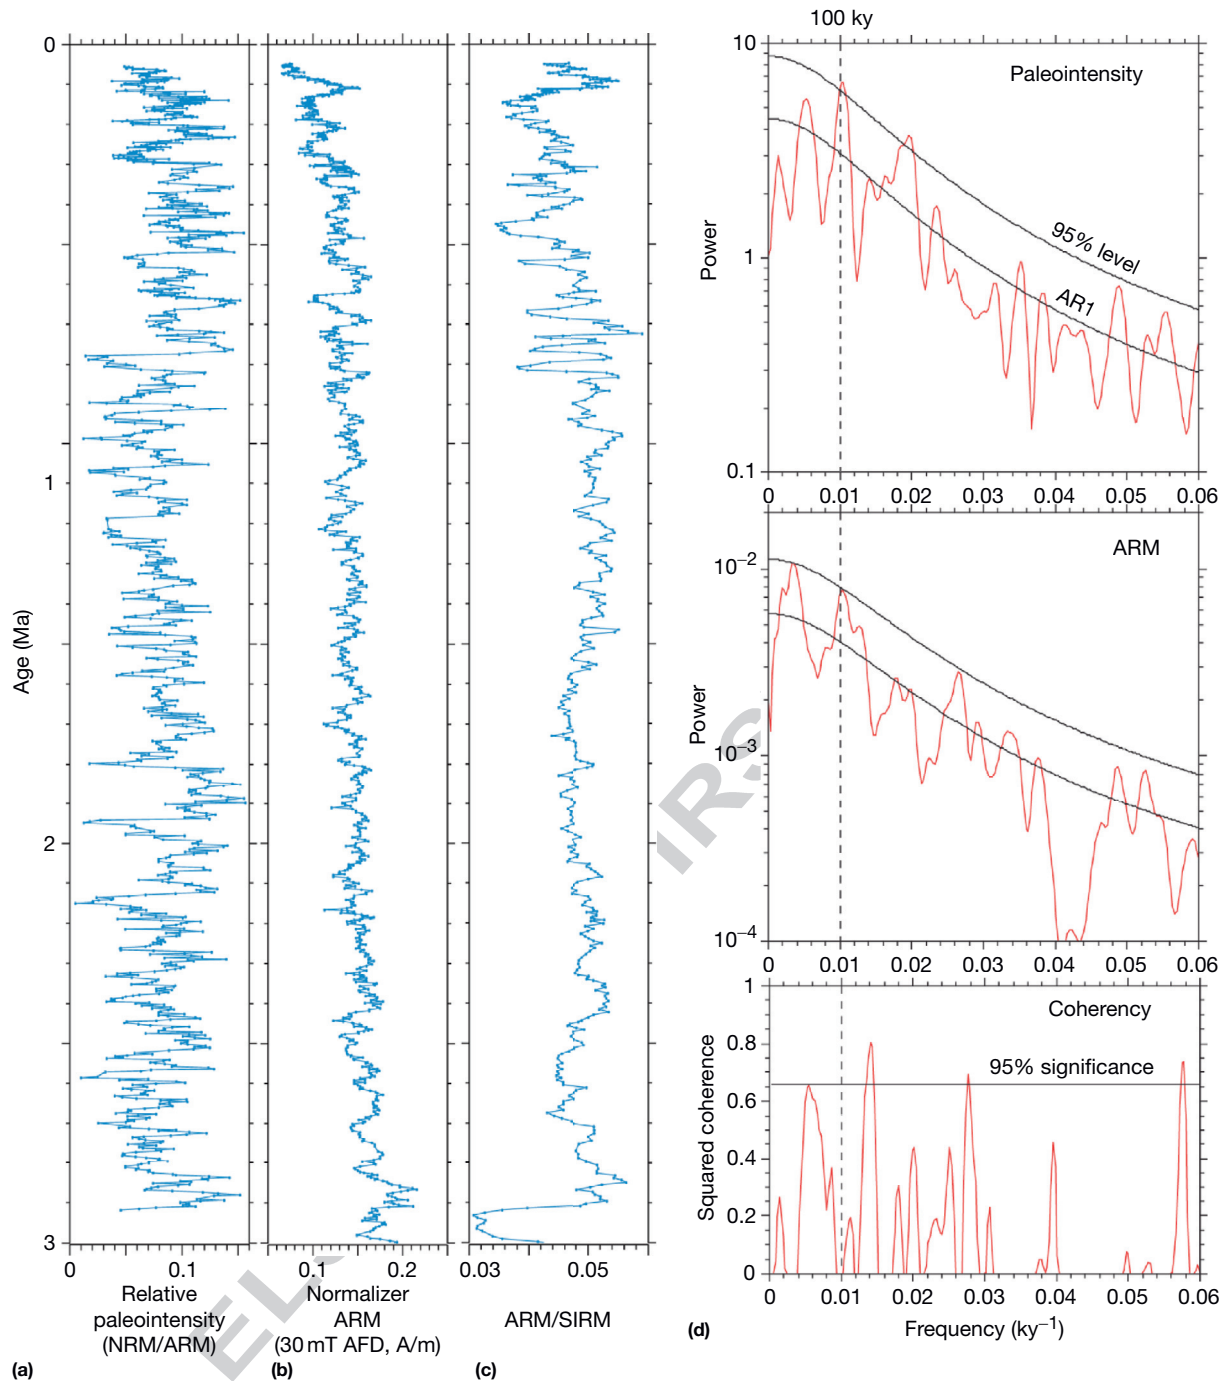 0
1
2
3
Age (Ma)
0
0.1
Relative
paleointensity
(NRM/ARM)
(a)
0.1
0.2
Normalizer
ARM
(30 mT AFD, A/m)
(b)
0.03
0.05
ARM/SIRM
(c)
100 ky
10
1
0.1
Power
Paleointensity
95% level
AR1
0
0.01
0.02
0.03
0.04
0.05
0.06
ARM
10−2
10−3
10−4
Power
0
0.01
0.02
0.03
0.04
0.05
0.06
Coherency
95% significance
1
0.8
0.6
0.4
0.2
0
Squared coherence
0
0.01
0.02
0.03
0.04
0.05
0.06
(d)
Frequency (ky−1)